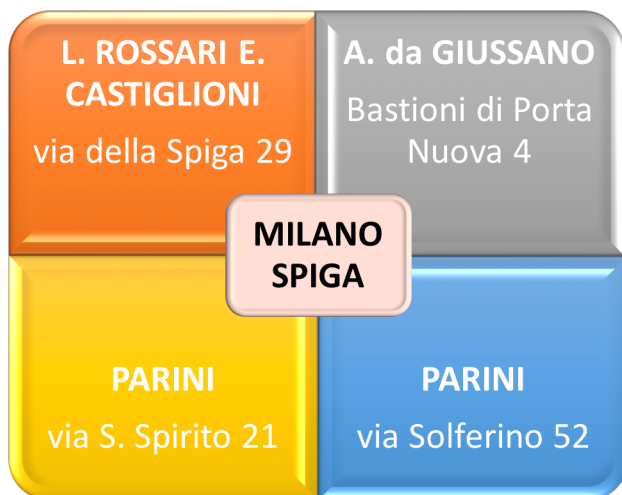 L. ROSSARI E.
CASTIGLIONI
via della Spiga 29
A. da GIUSSANO
Bastioni di Porta
Nuova 4
MILANO
SPIGA
PARINI
via S. Spirito 21
PARINI
via Solferino 52